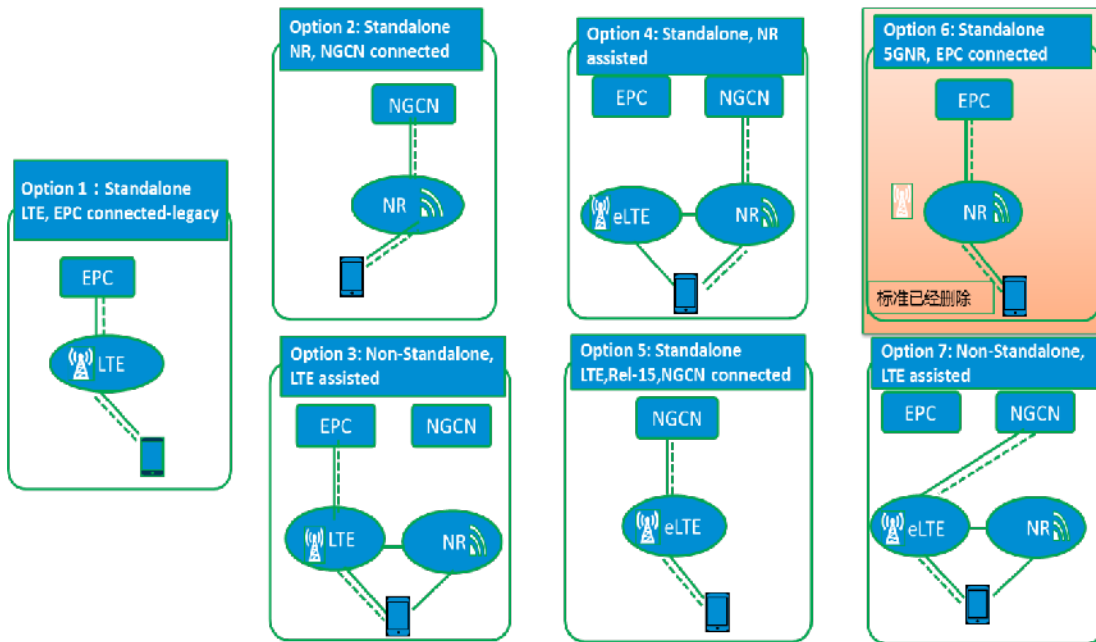 Option 1：Standalone
LTE, EPC connected-legacy
EPC
LTE
Option 2: Standalone
NR, NGCN connected
NGCN
NR
Option 3: Non-Standalone,
LTE assisted
EPC
NGCN
LTE
NR
Option 4: Standalone, NR
assisted
EPC
NGCN
eLTE
NR
Option 5: Standalone
LTE,Rel-15,NGCN connected
NGCN
eLTE
Option 6: Standalone
5GNR, EPC connected
EPC
NR
标准已经删除
Option 7: Non-Standalone,
LTE assisted
EPC
NGCN
eLTE
NR